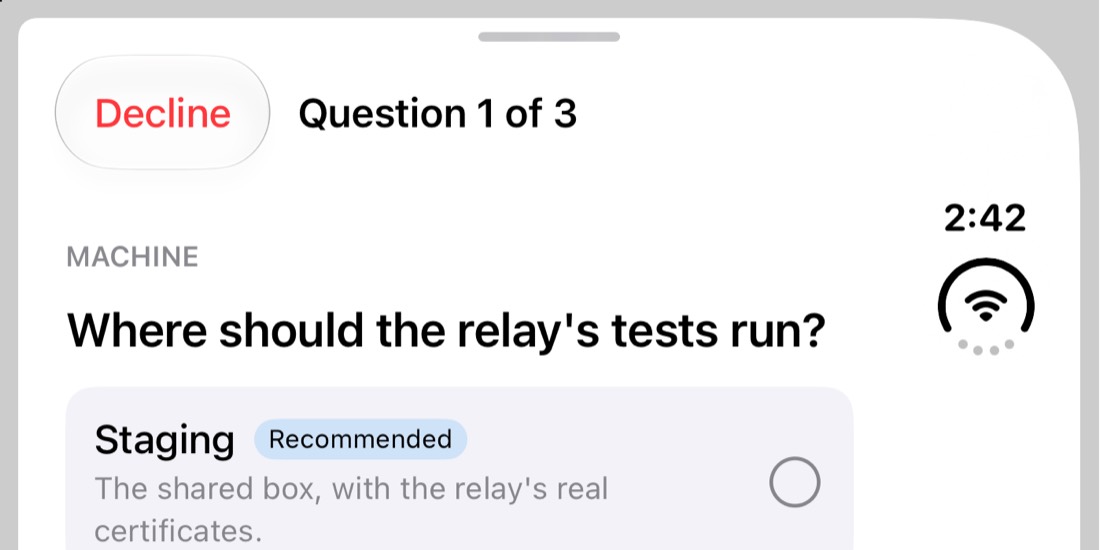 Decline
Question 1 of 3
2:42
MACHINE
Where should the relay's tests run?
Staging
Recommended
The shared box, with the relay's real
certificates.